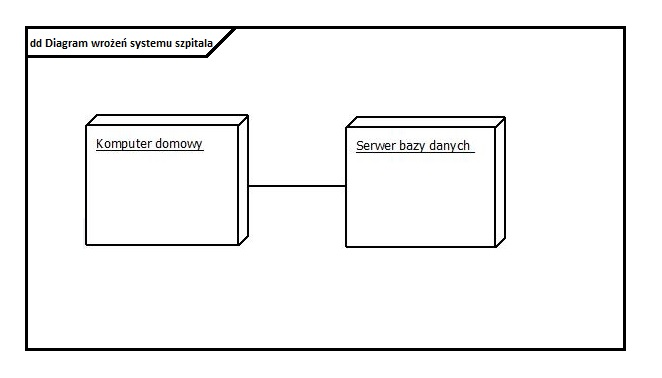 dd Diagram wrożeń systemu szpitala
Komputer domowy
Serwer bazy danych